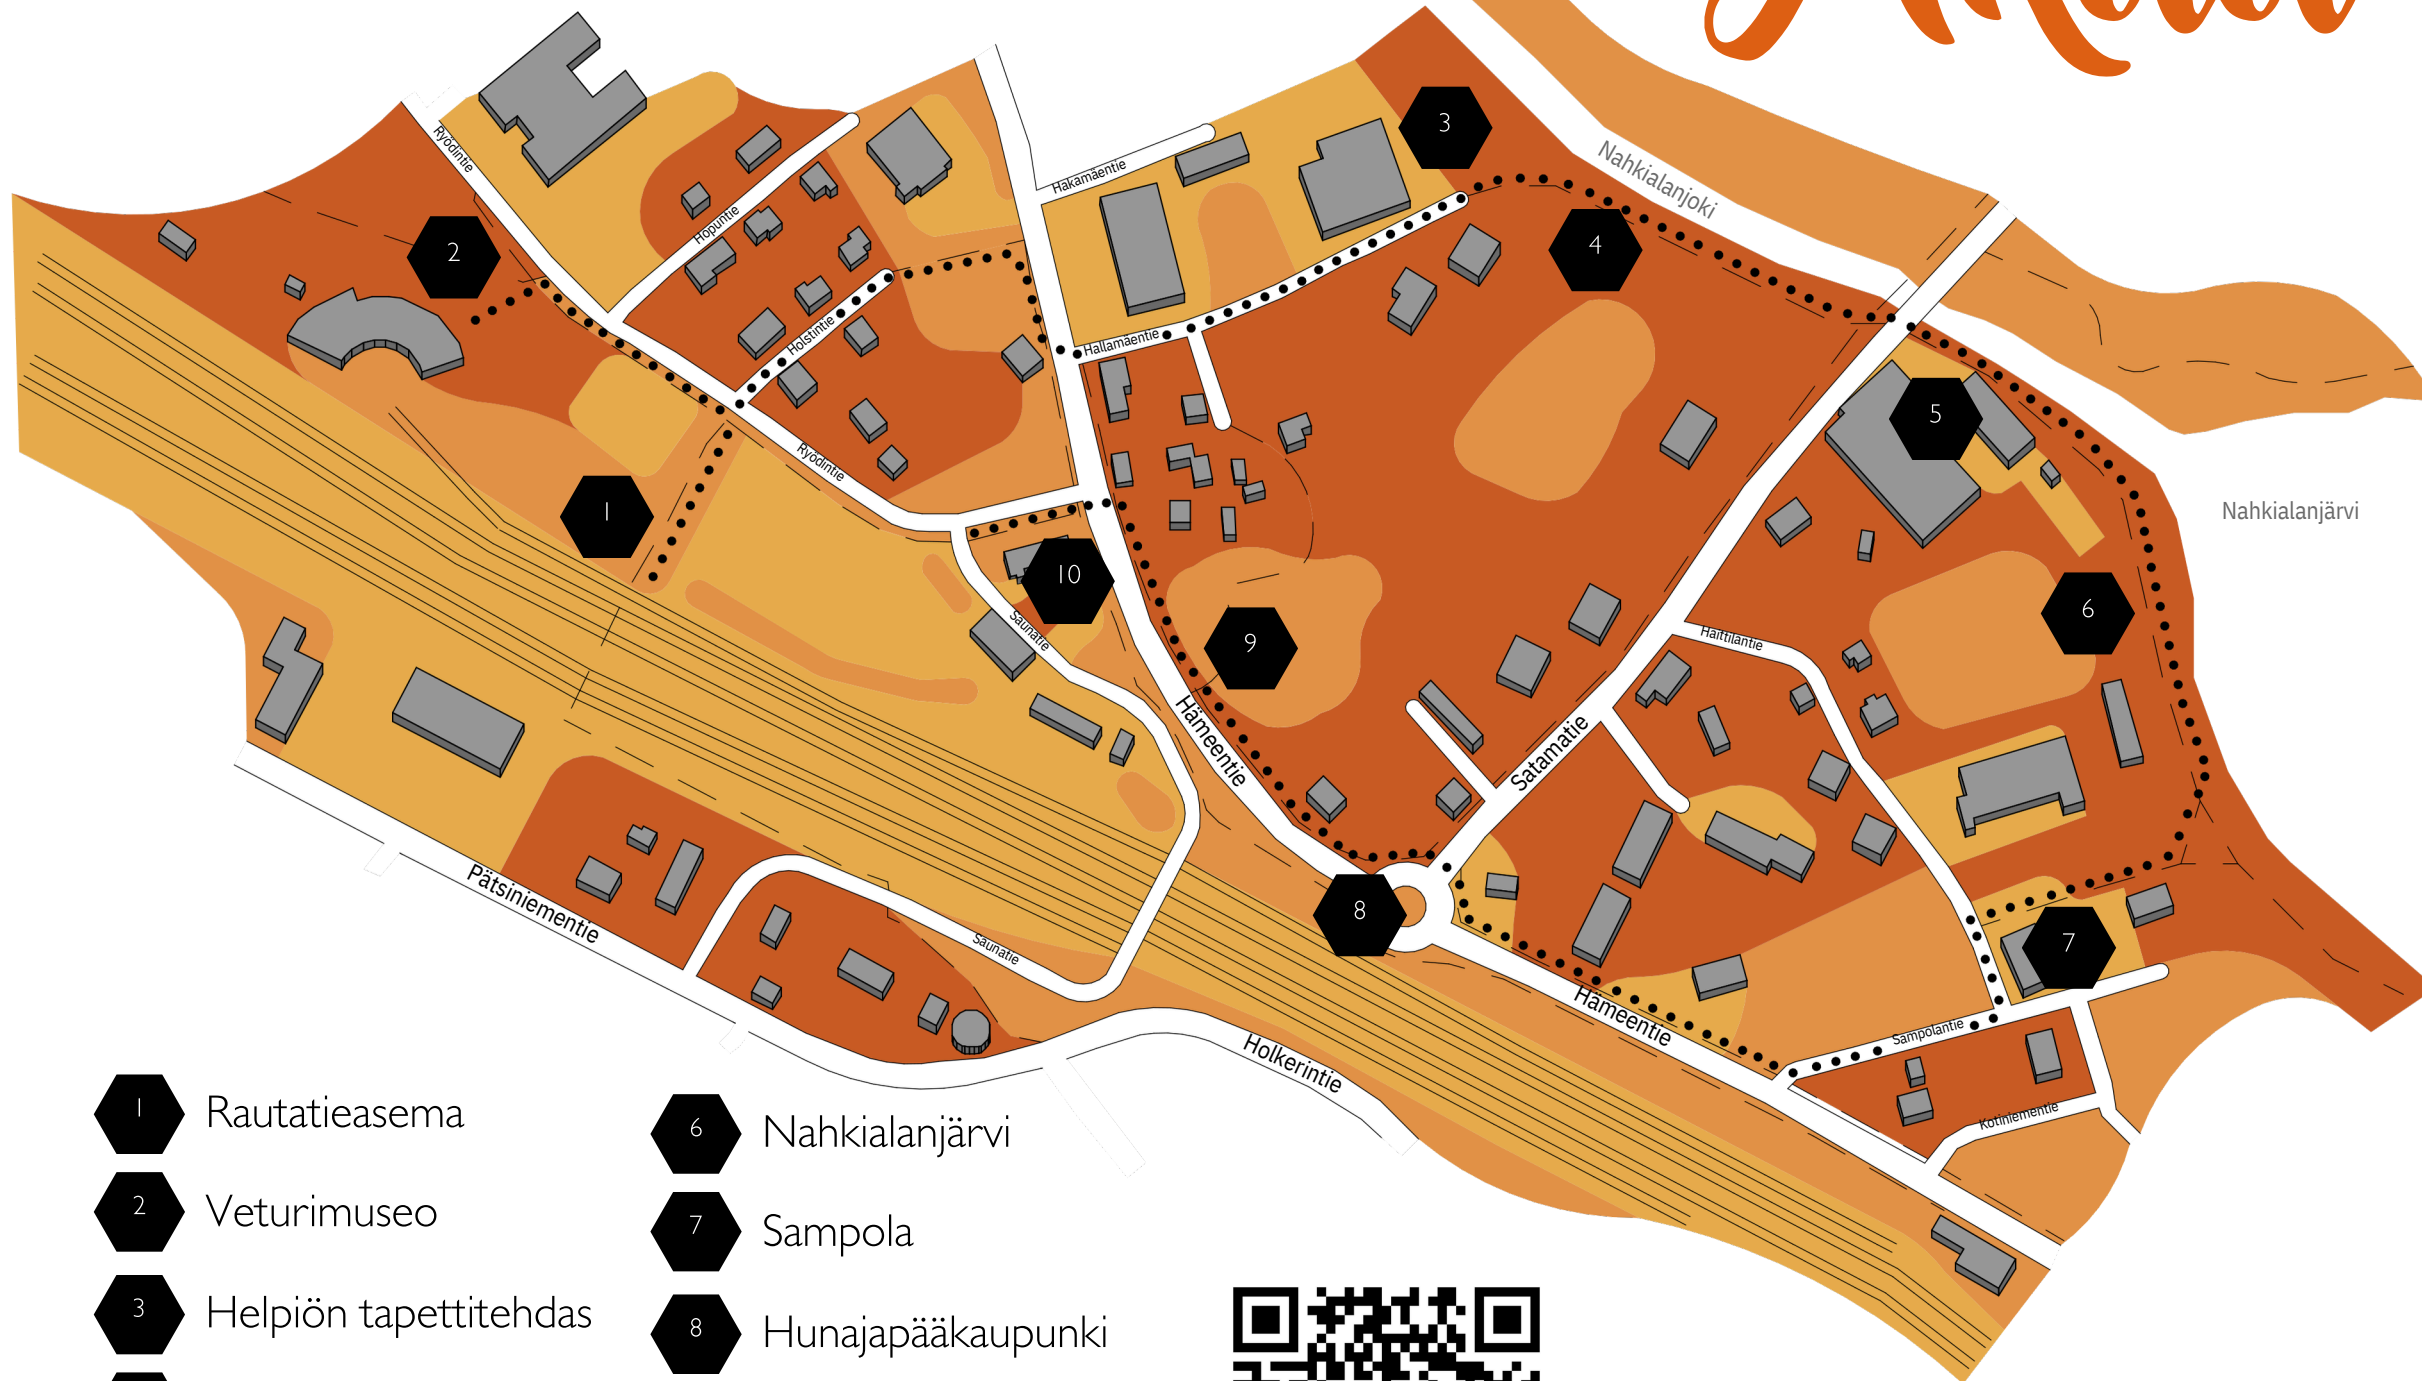 Ryödintie
Hopuntie
Hakamäentie
3
Nahkialanjoki
2
4
Holstintie
Hallamäentie
5
Ryödintie
1
Nahkialanjärvi
10
Saunatie
9
Haittilantie
6
Hämeentie
Satamatie
Pätsiniementie
Saunatie
8
7
Hämeentie
Sampolantie
Holkerintie
Kotiniementie
1 Rautatieasema
2 Veturimuseo
3 Helpiön tapettitehdas
6 Nahkialanjärvi
7 Sampola
8 Hunajapääkaupunki